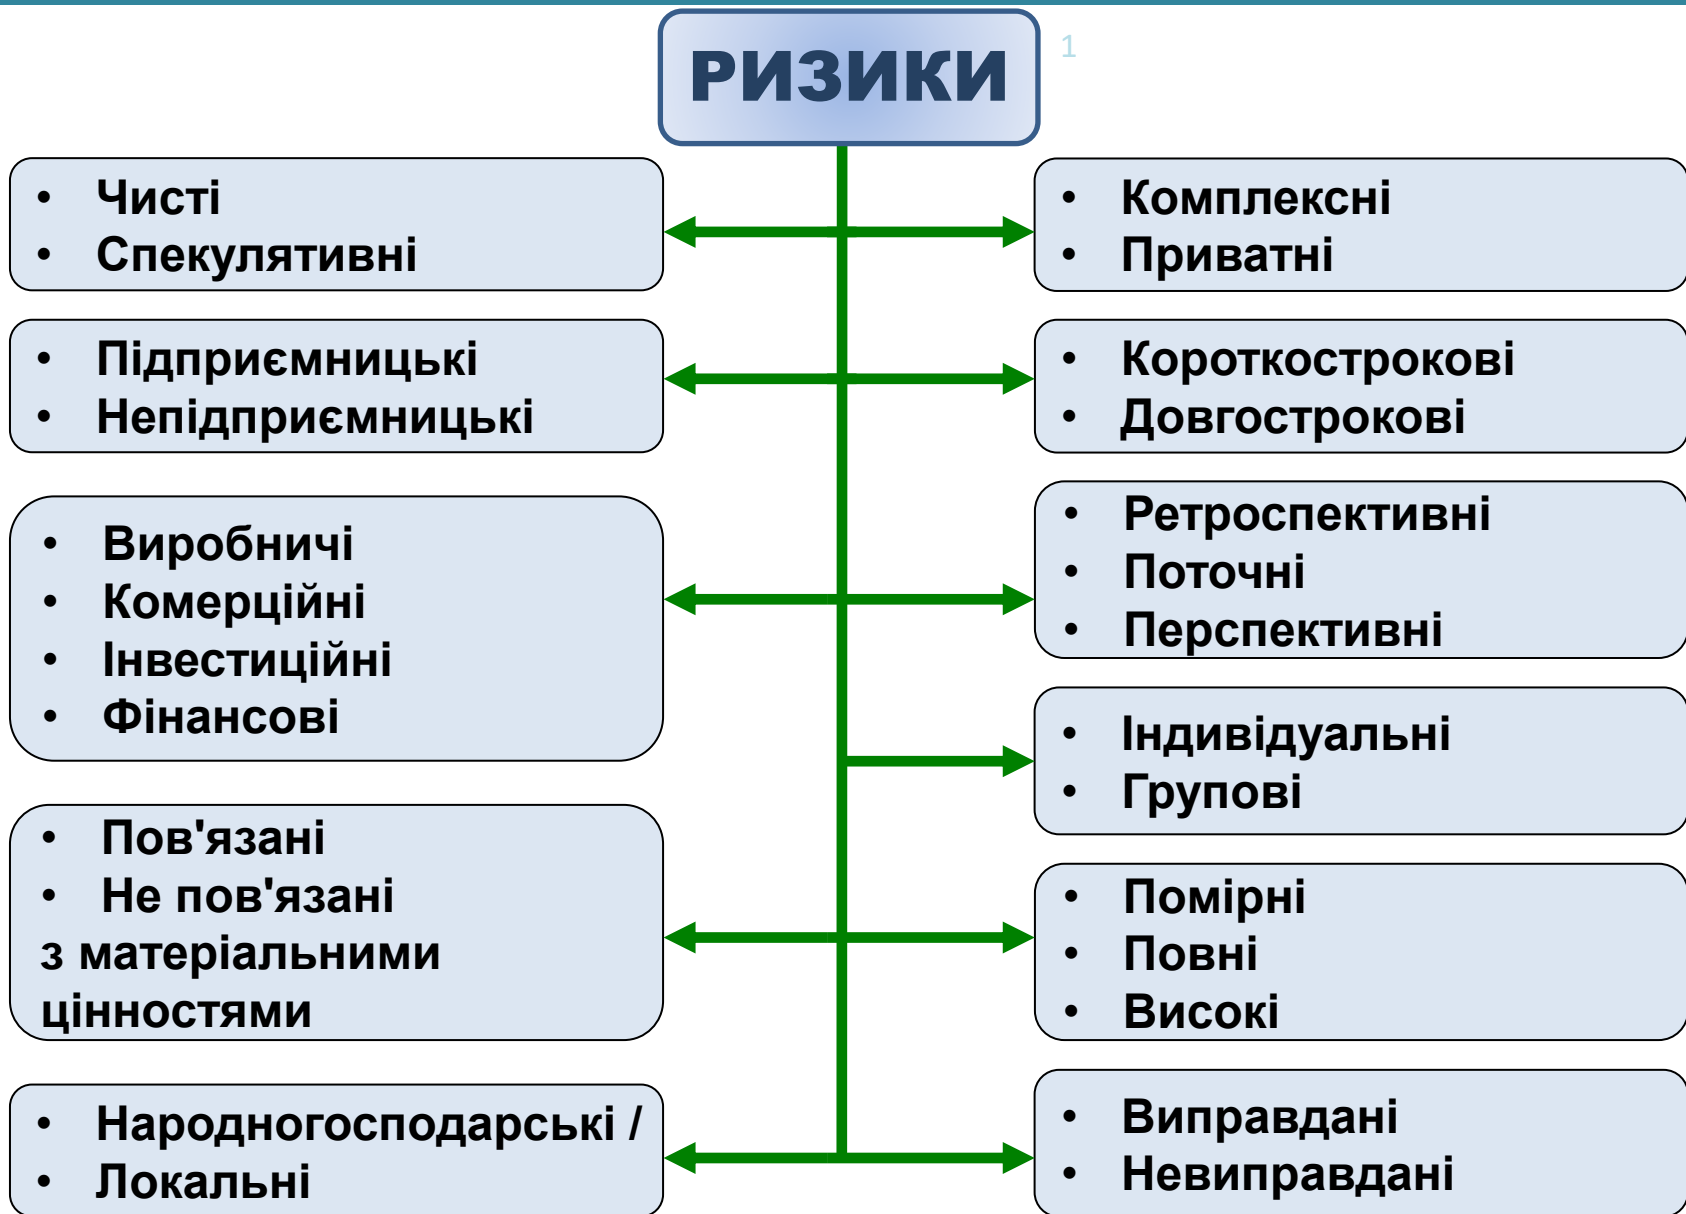 РИЗИКИ
1
• Чисті
• Спекулятивні
• Підприємницькі
• Непідприємницькі
• Виробничі
• Комерційні
• Інвестиційні
• Фінансові
• Пов'язані
• Не пов'язані
з матеріальними
цінностями
• Народногосподарські /
• Локальні
• Комплексні
• Приватні
• Короткострокові
• Довгострокові
• Ретроспективні
• Поточні
• Перспективні
• Індивідуальні
• Групові
• Помірні
• Повні
• Високі
• Виправдані
• Невиправдані